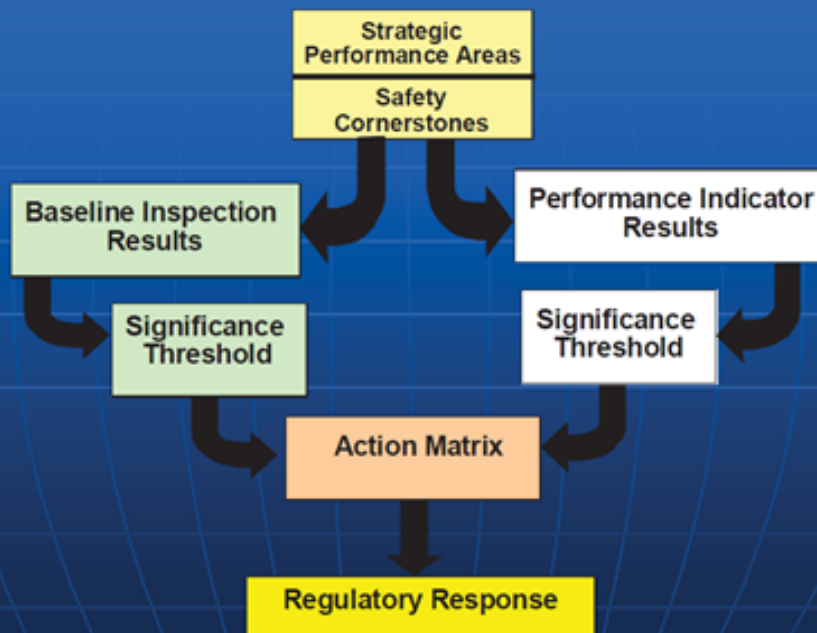 Strategic
Performance Areas
Safety
Cornerstones
Baseline Inspection
Results
Performance Indicator
Results
Significance
Threshold
Significance
Threshold
Action Matrix
Regulatory Response